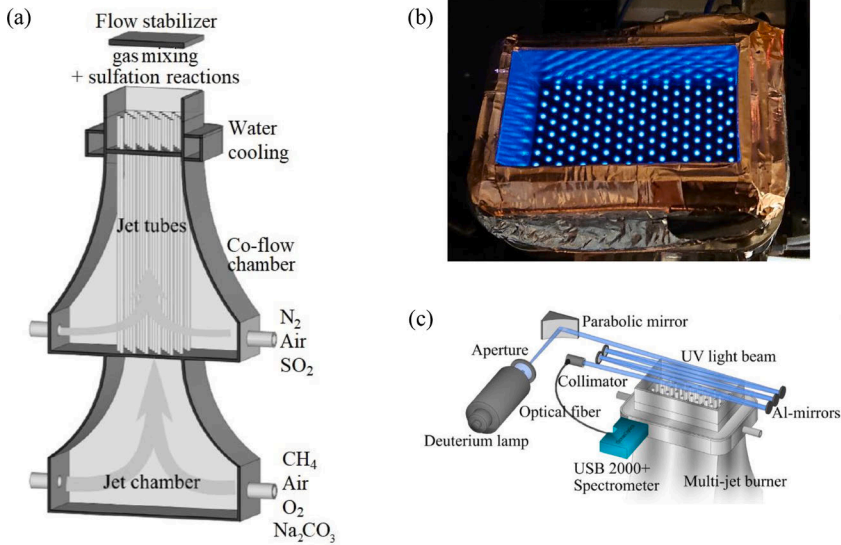 (a)
Flow stabilizer
gas mixing
+ sulfation reactions
Water
cooling
Jet tubes
Co-flow
chamber
N₂
Air
SO₂
CH₄
Air
O₂
Na₂CO₃
Jet chamber
(b)
(c)
Parabolic mirror
Aperture
UV light beam
Collimator
Optical fiber
Al-mirrors
Deuterium lamp
USB 2000+
Spectrometer
Multi-jet burner